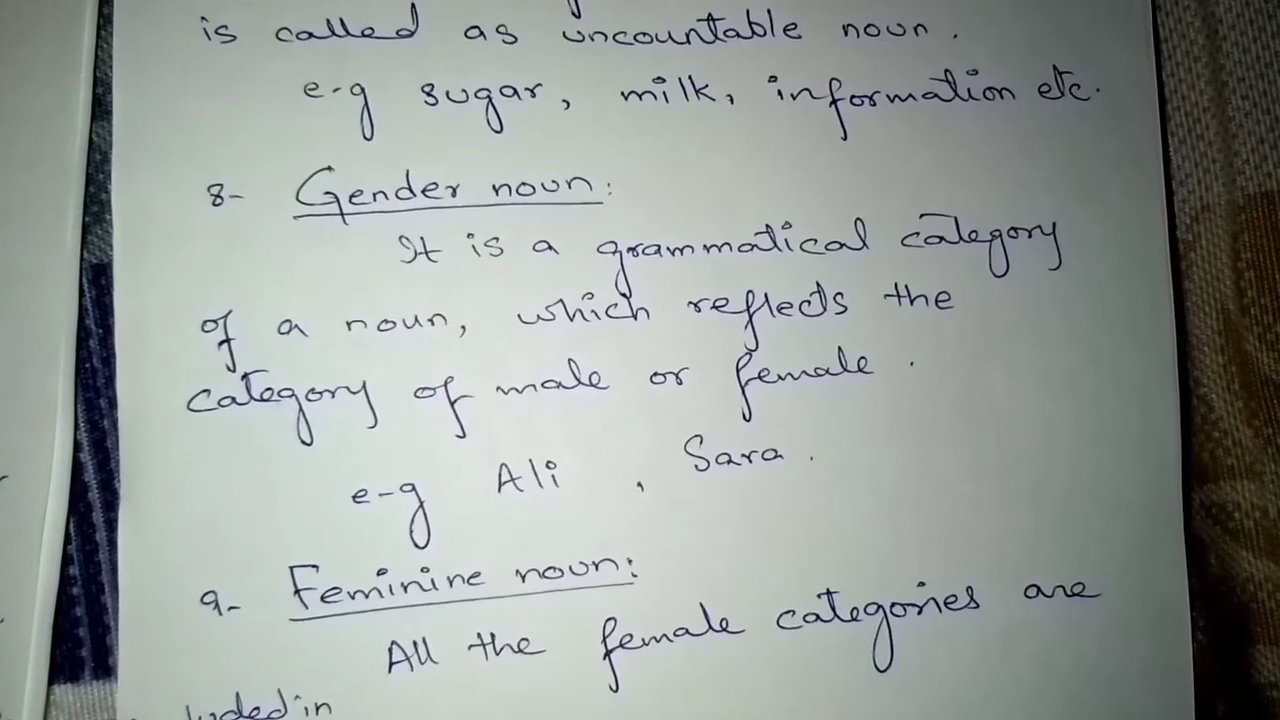 is called as uncountable noun.
e-g sugar, milk, information etc.
8- Gender noun:
It is a grammatical category
of a noun, which reflects the
category of male or female.
e-g Ali, Sara.
9- Feminine noun:
All the female categories are
in